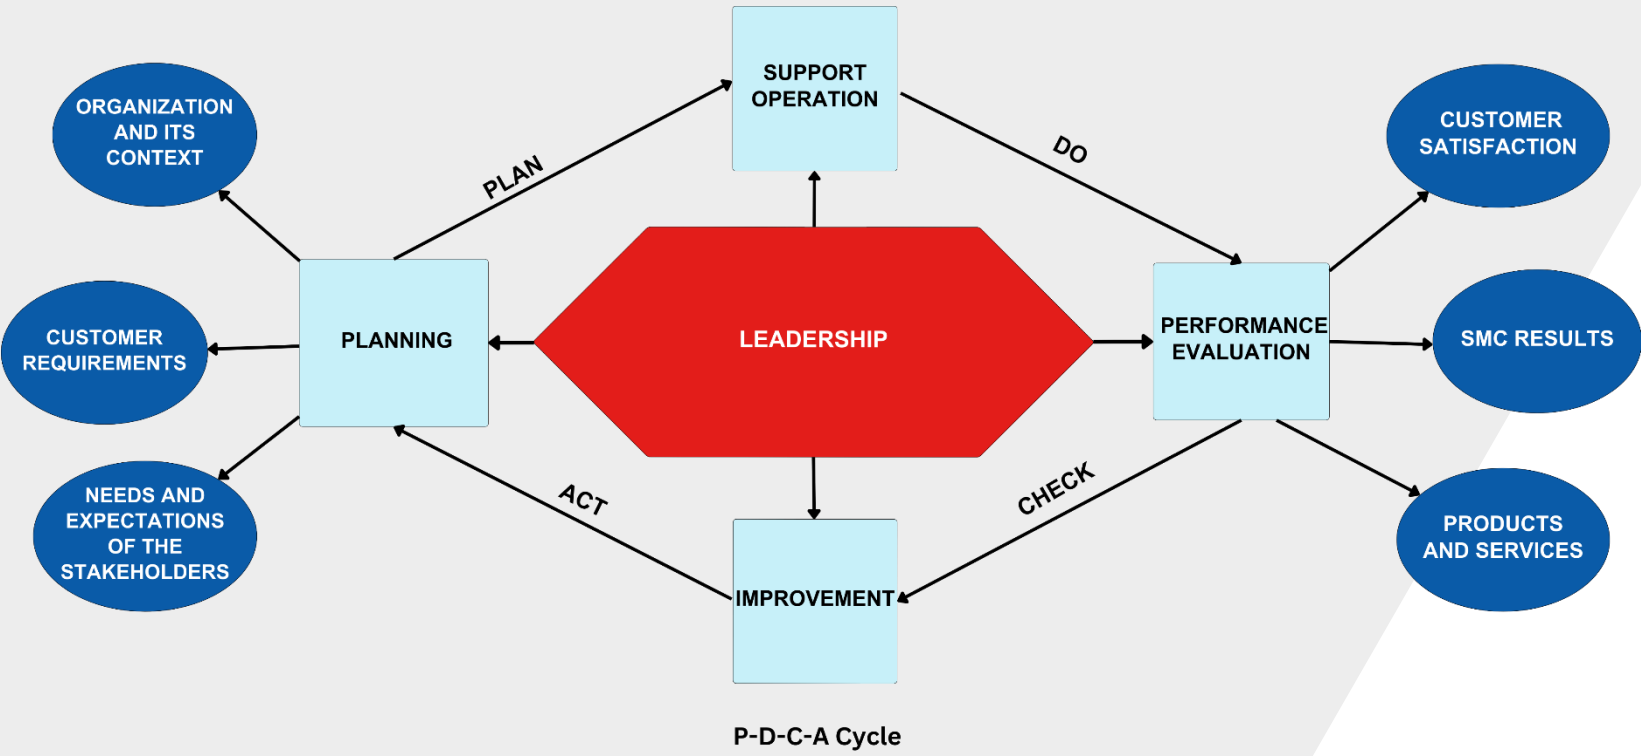 SUPPORT
OPERATION
ORGANIZATION
AND ITS
CONTEXT
CUSTOMER
SATISFACTION
PLAN
DO
CUSTOMER
REQUIREMENTS
PLANNING
LEADERSHIP
PERFORMANCE
EVALUATION
SMC RESULTS
NEEDS AND
EXPECTATIONS
OF THE
STAKEHOLDERS
ACT
CHECK
PRODUCTS
AND SERVICES
IMPROVEMENT
P-D-C-A Cycle